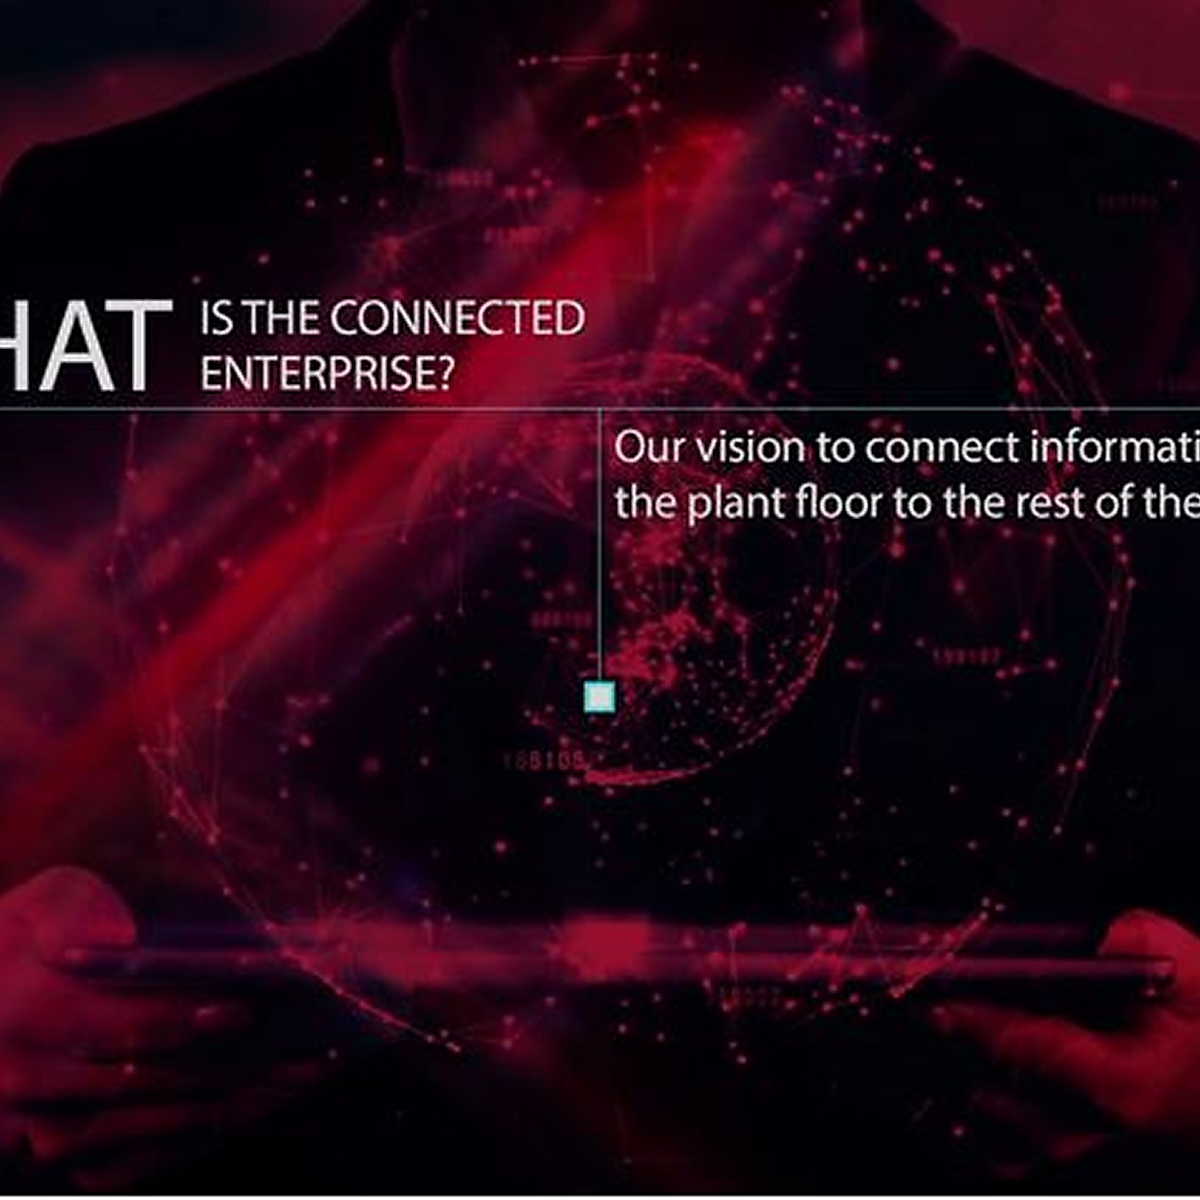 HAT IS THE CONNECTED
ENTERPRISE?
Our vision to connect informati
the plant floor to the rest of the